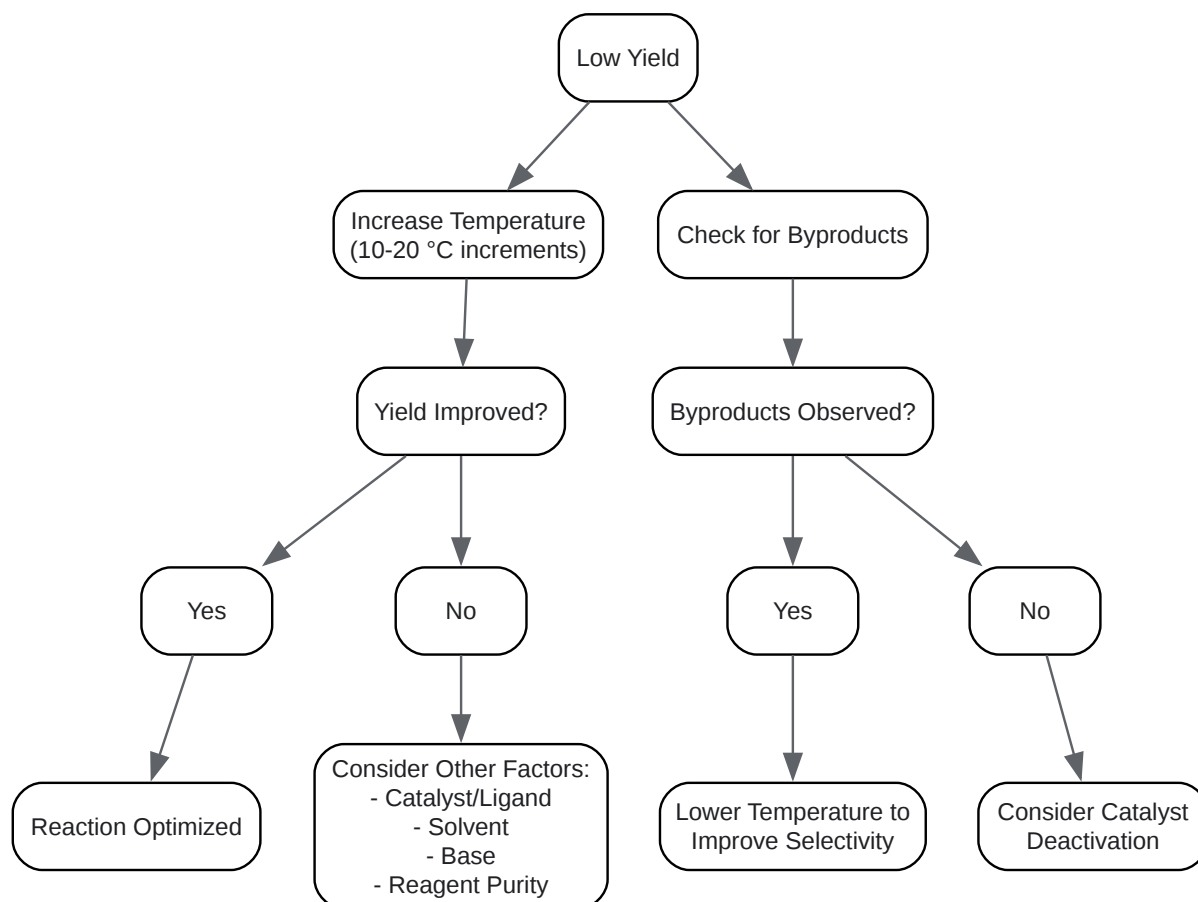 Low Yield
Increase Temperature
(10-20 °C increments)
Check for Byproducts
Yield Improved?
Byproducts Observed?
Yes
No
Yes
No
Reaction Optimized
Consider Other Factors:
- Catalyst/Ligand
- Solvent
- Base
- Reagent Purity
Lower Temperature to
Improve Selectivity
Consider Catalyst
Deactivation